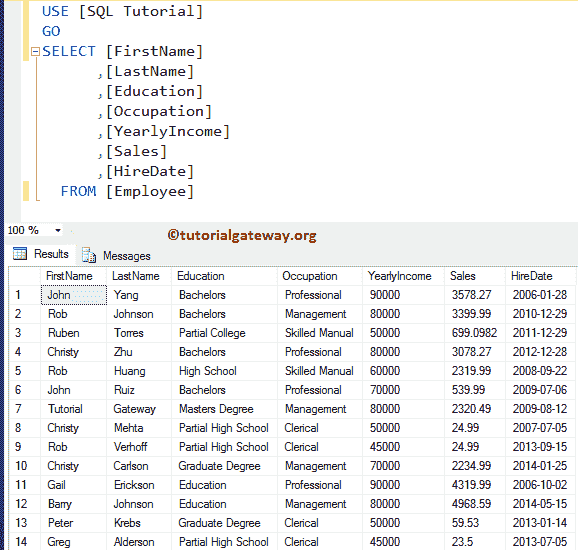 USE [SQL Tutorial]
GO
SELECT [FirstName]
,[LastName]
,[Education]
,[Occupation]
,[YearlyIncome]
,[Sales]
,[HireDate]
FROM [Employee]
100 %
©tutorialgateway.org
Results Messages
FirstName LastName Education Occupation YearlyIncome Sales HireDate
1 John Yang Bachelors Professional 90000 3578.27 2006-01-28
2 Rob Johnson Bachelors Management 80000 3399.99 2010-12-29
3 Ruben Torres Partial College Skilled Manual 50000 699.0982 2011-12-29
4 Christy Zhu Bachelors Professional 80000 3078.27 2012-12-28
5 Rob Huang High School Skilled Manual 60000 2319.99 2008-09-22
6 John Ruiz Bachelors Professional 70000 539.99 2009-07-06
7 Tutorial Gateway Masters Degree Management 80000 2320.49 2009-08-12
8 Christy Mehta Partial High School Clerical 50000 24.99 2007-07-05
9 Rob Verhoff Partial High School Clerical 45000 24.99 2013-09-15
10 Christy Carlson Graduate Degree Management 70000 2234.99 2014-01-25
11 Gail Erickson Education Professional 90000 4319.99 2006-10-02
12 Barry Johnson Education Management 80000 4968.59 2014-05-15
13 Peter Krebs Graduate Degree Clerical 50000 59.53 2013-01-14
14 Greg Alderson Partial High School Clerical 45000 23.5 2013-07-05